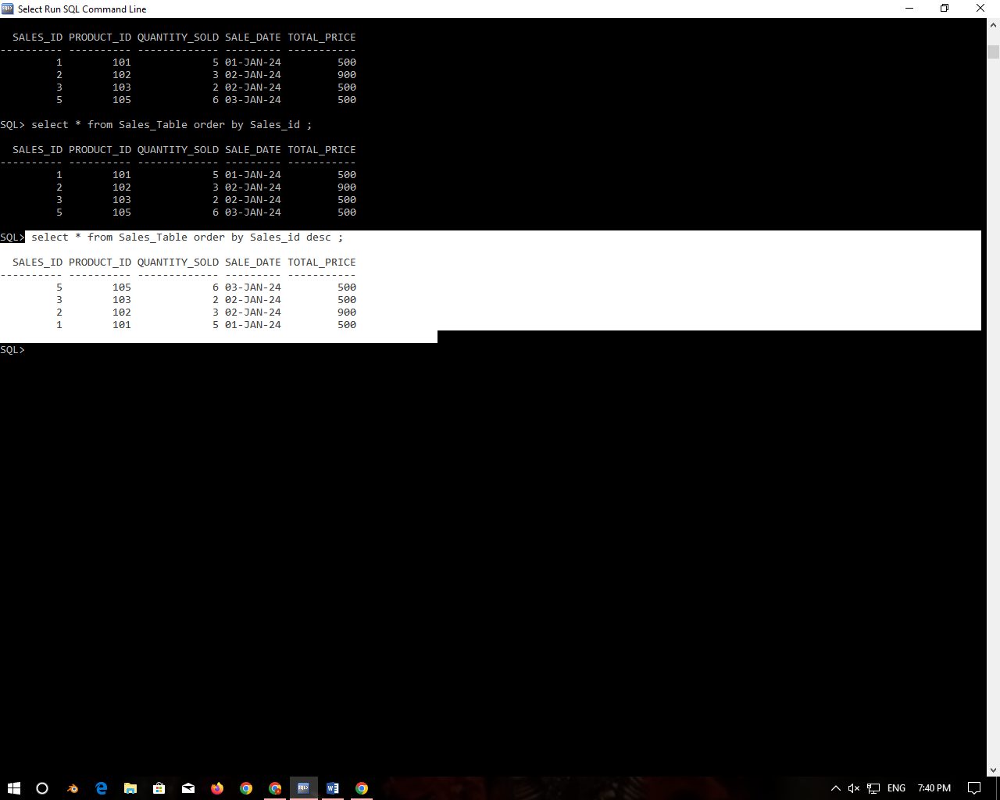 Select Run SQL Command Line
SALES_ID PRODUCT_ID QUANTITY_SOLD SALE_DATE TOTAL_PRICE
---------- ---------- ------------- --------- -----------
1 101 5 01-JAN-24 500
2 102 3 02-JAN-24 900
3 103 2 02-JAN-24 500
5 105 6 03-JAN-24 500
SQL> select * from Sales_Table order by Sales_id ;
SALES_ID PRODUCT_ID QUANTITY_SOLD SALE_DATE TOTAL_PRICE
---------- ---------- ------------- --------- -----------
1 101 5 01-JAN-24 500
2 102 3 02-JAN-24 900
3 103 2 02-JAN-24 500
5 105 6 03-JAN-24 500
SQL> select * from Sales_Table order by Sales_id desc ;
SALES_ID PRODUCT_ID QUANTITY_SOLD SALE_DATE TOTAL_PRICE
---------- ---------- ------------- --------- -----------
5 105 6 03-JAN-24 500
3 103 2 02-JAN-24 500
2 102 3 02-JAN-24 900
1 101 5 01-JAN-24 500
SQL>
ENG 7:40 PM